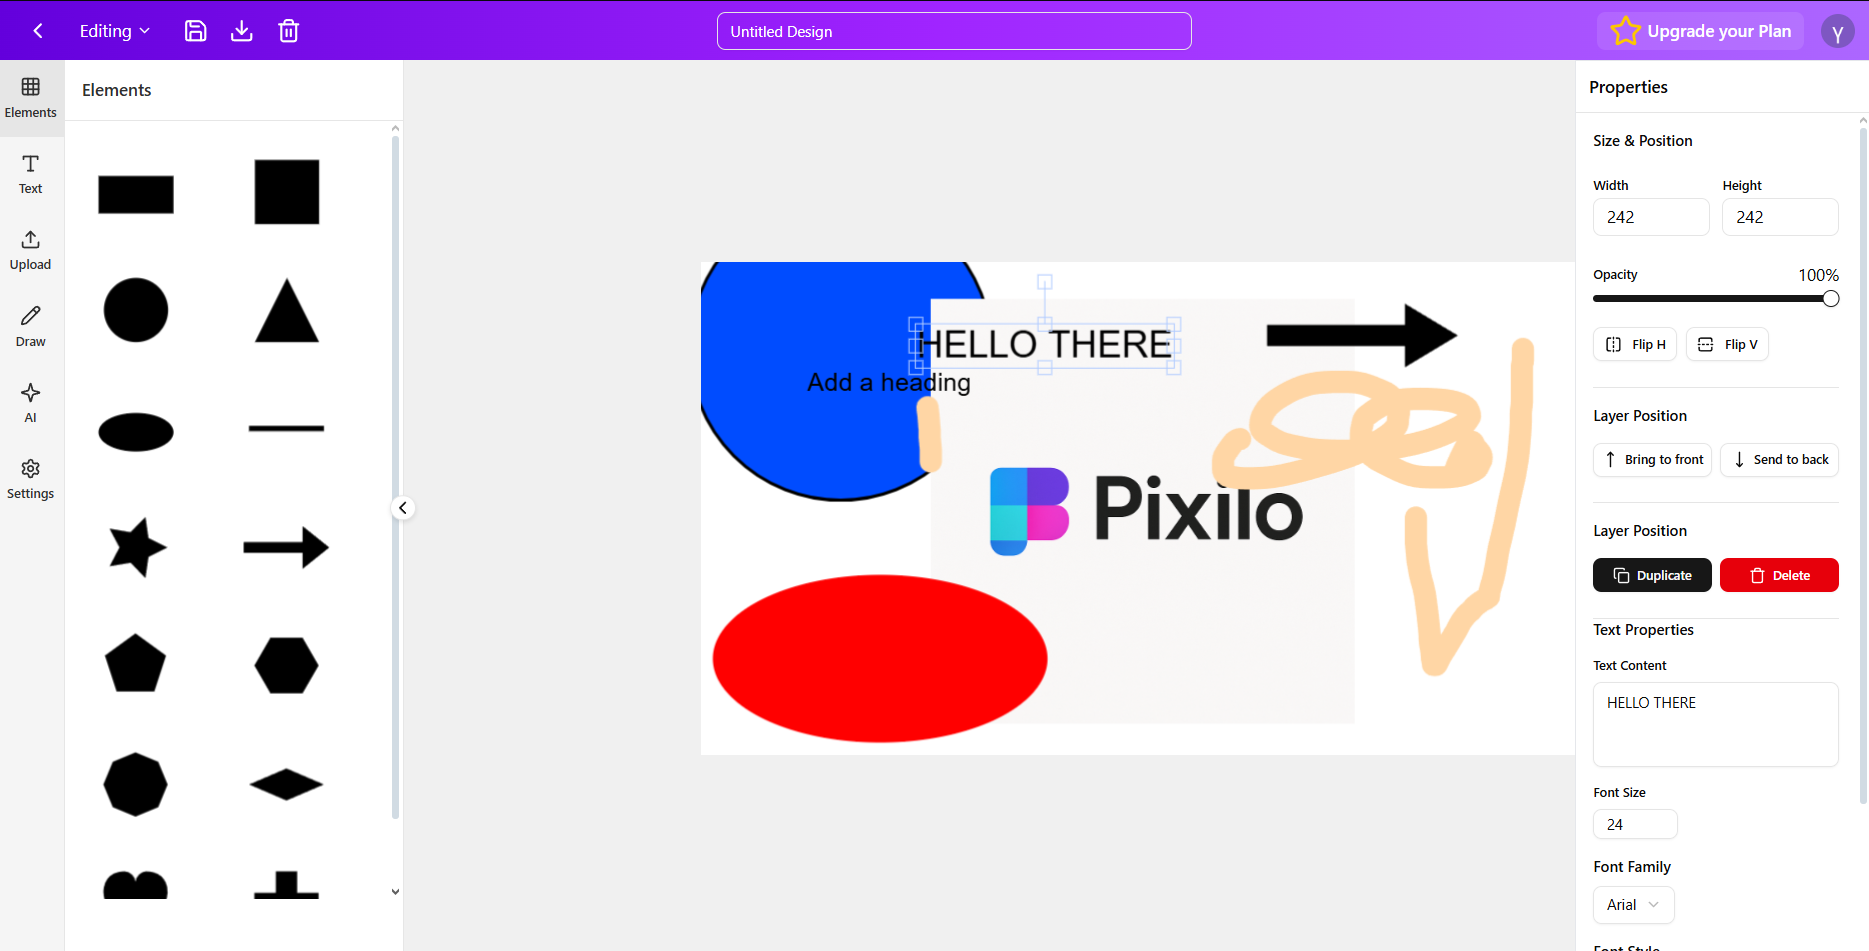 Editing
Untitled Design
Upgrade your Plan
γ
Elements
Text
Upload
Draw
AI
Settings
Elements
HELLO THERE
Add a heading
Pixilo
Properties
Size & Position
Width Height
242 242
Opacity 100%
Flip H Flip V
Layer Position
Bring to front Send to back
Layer Position
Duplicate Delete
Text Properties
Text Content
HELLO THERE
Font Size
24
Font Family
Arial
Font Style